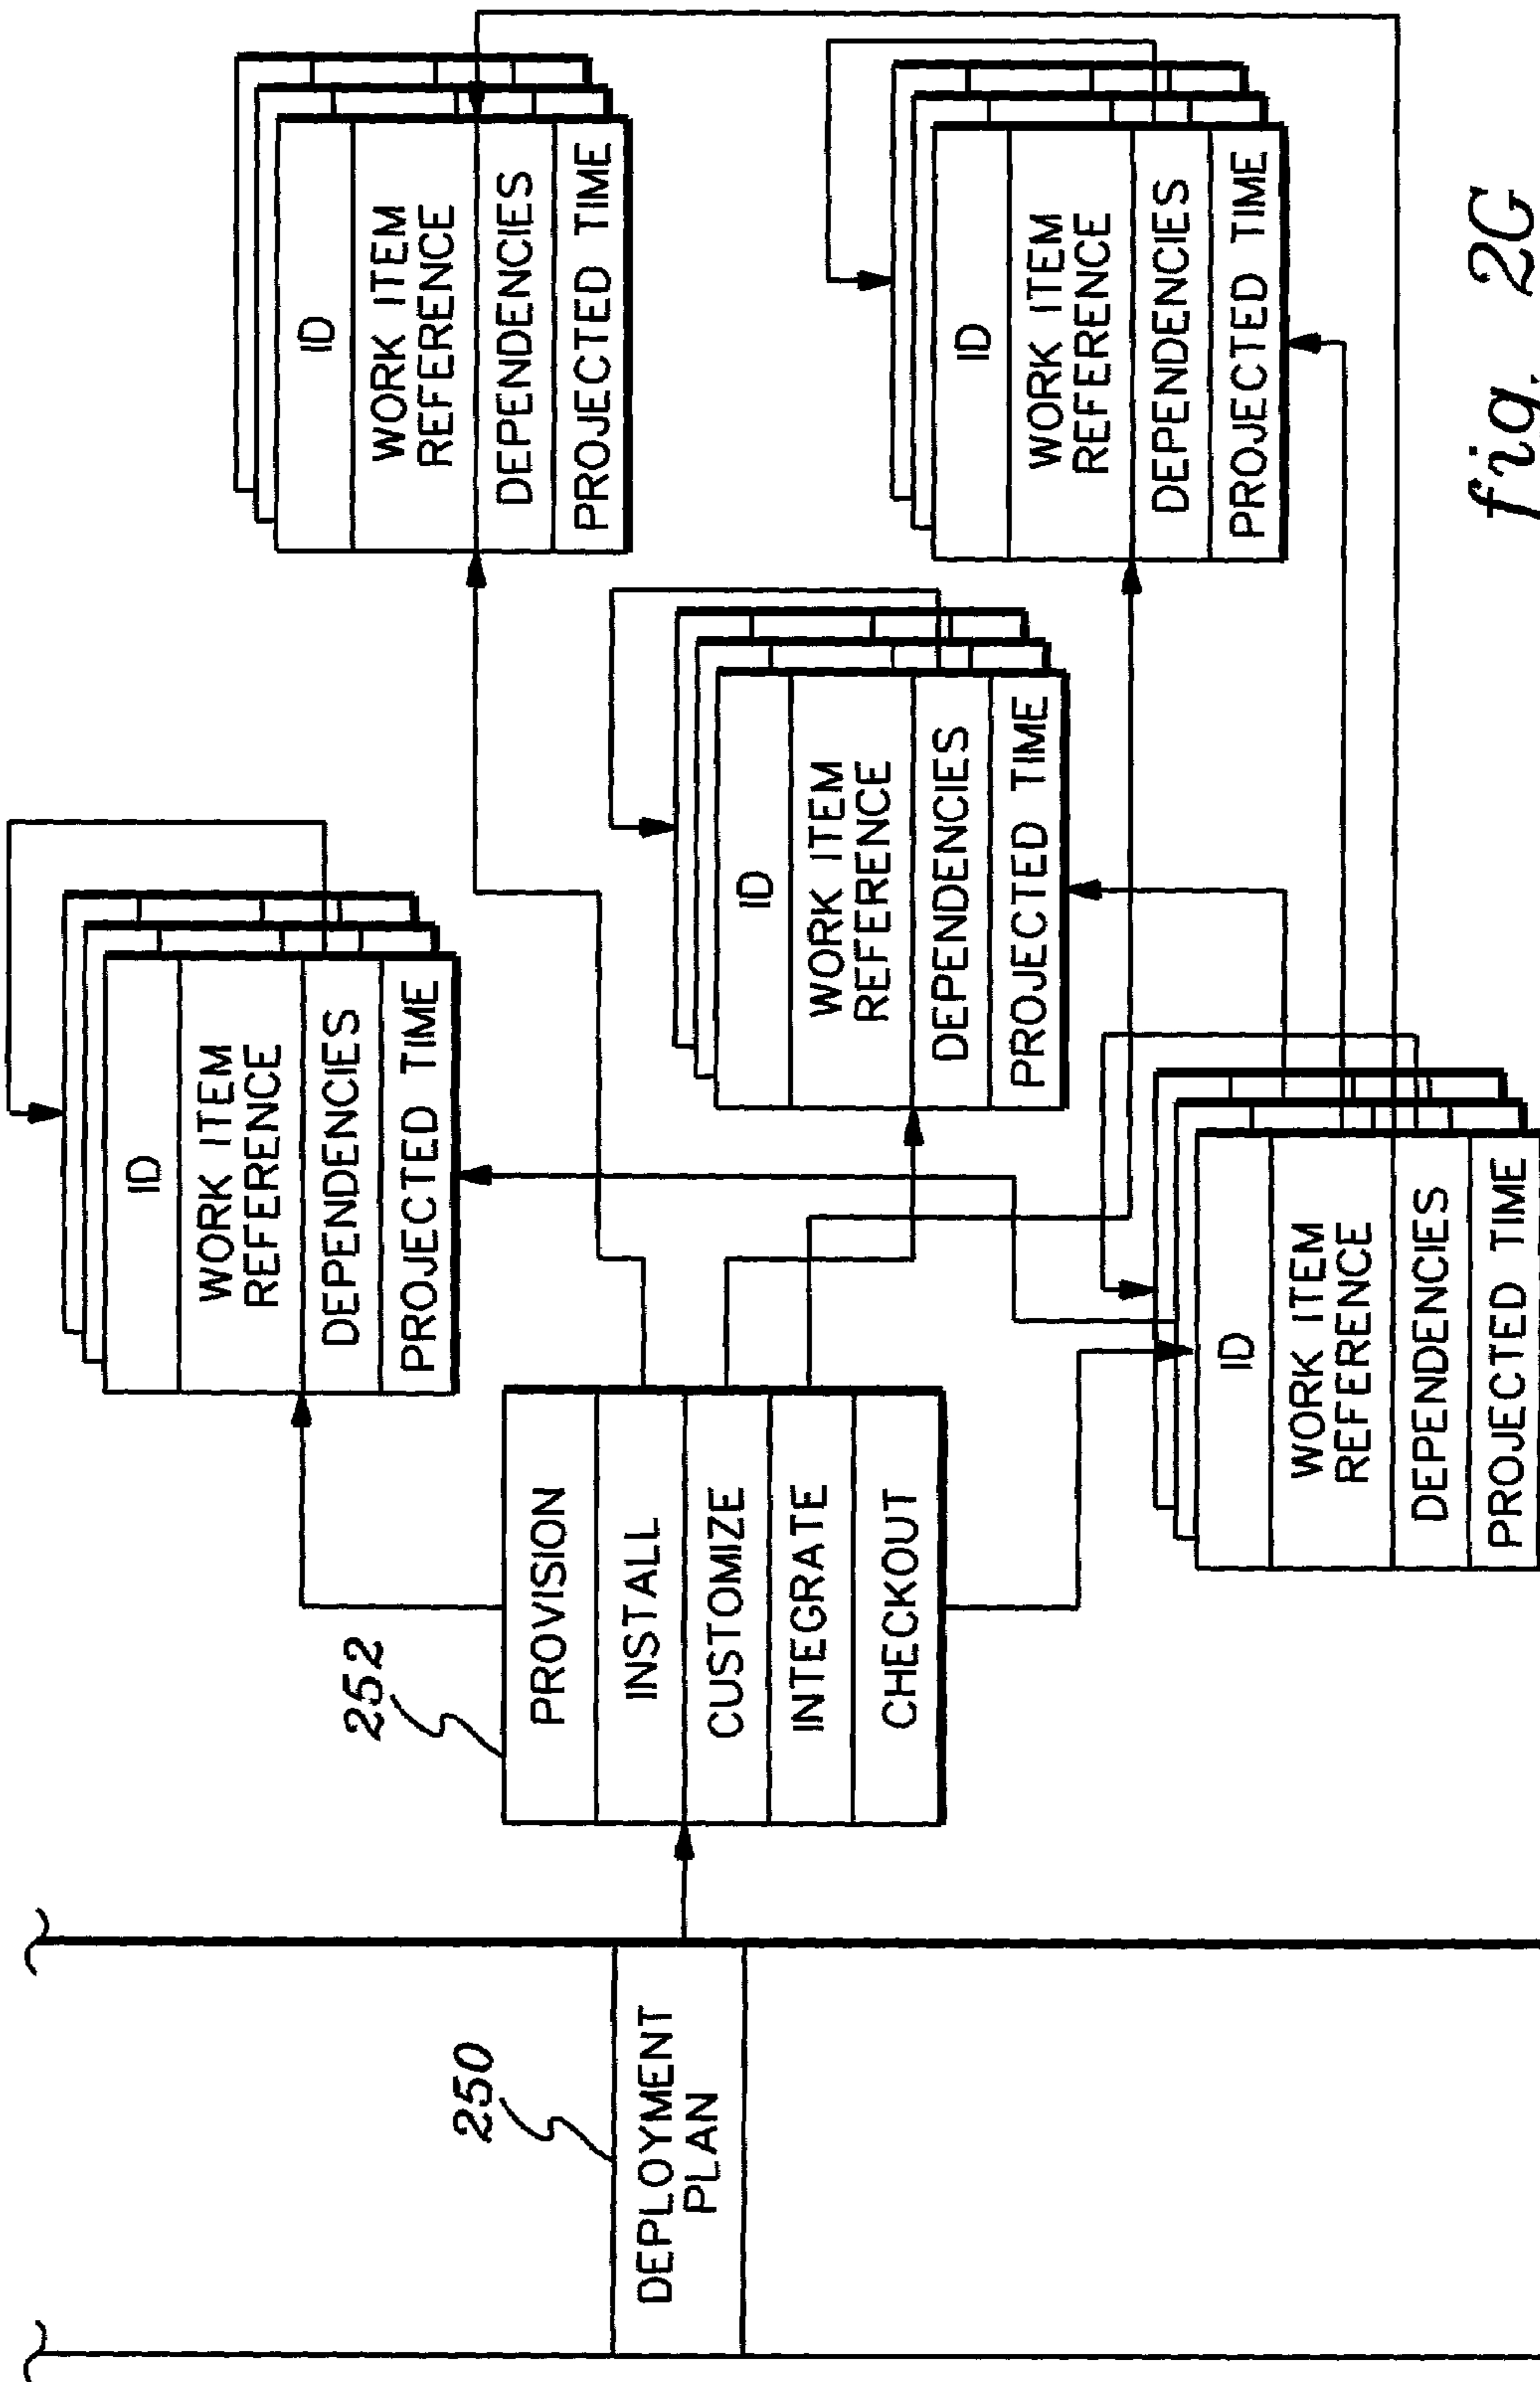 250
DEPLOYMENT
PLAN
252
PROVISION
INSTALL
CUSTOMIZE
INTEGRATE
CHECKOUT
ID
WORK ITEM
REFERENCE
DEPENDENCIES
PROJECTED TIME
ID
WORK ITEM
REFERENCE
DEPENDENCIES
PROJECTED TIME
ID
WORK ITEM
REFERENCE
DEPENDENCIES
PROJECTED TIME
ID
WORK ITEM
REFERENCE
DEPENDENCIES
PROJECTED TIME
ID
WORK ITEM
REFERENCE
DEPENDENCIES
PROJECTED TIME
fig. 2G